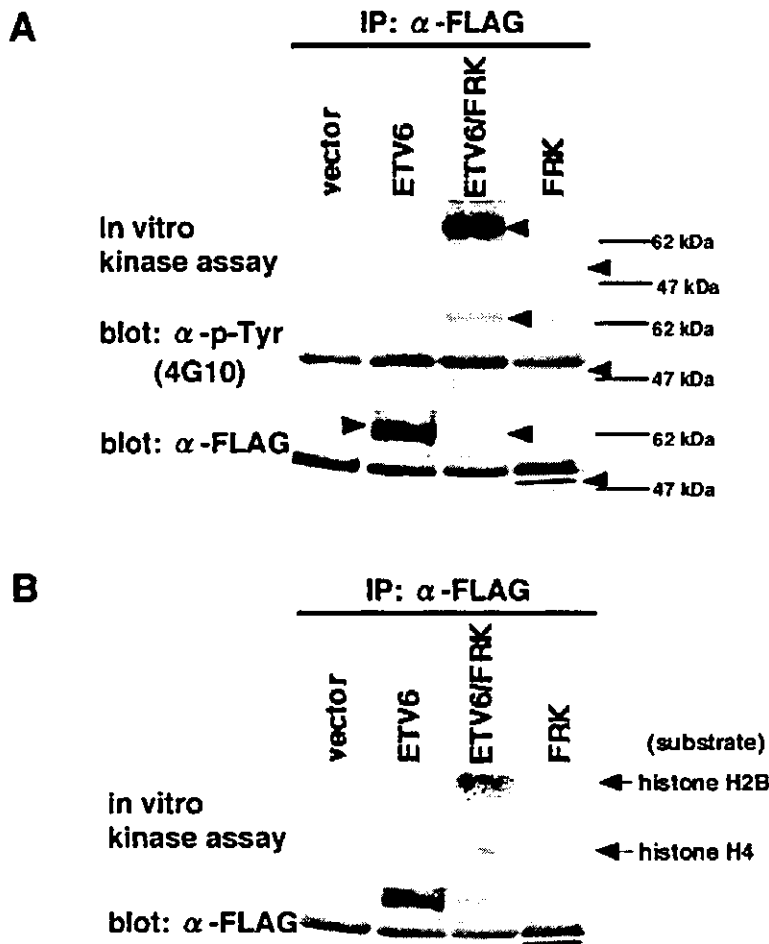 A
IP: α-FLAG
vector
ETV6
ETV6/FRK
FRK
In vitro
kinase assay
62 kDa
47 kDa
blot: α-p-Tyr
(4G10)
62 kDa
47 kDa
blot: α-FLAG
62 kDa
47 kDa
B
IP: α-FLAG
vector
ETV6
ETV6/FRK
FRK
(substrate)
in vitro
kinase assay
histone H2B
histone H4
blot: α-FLAG